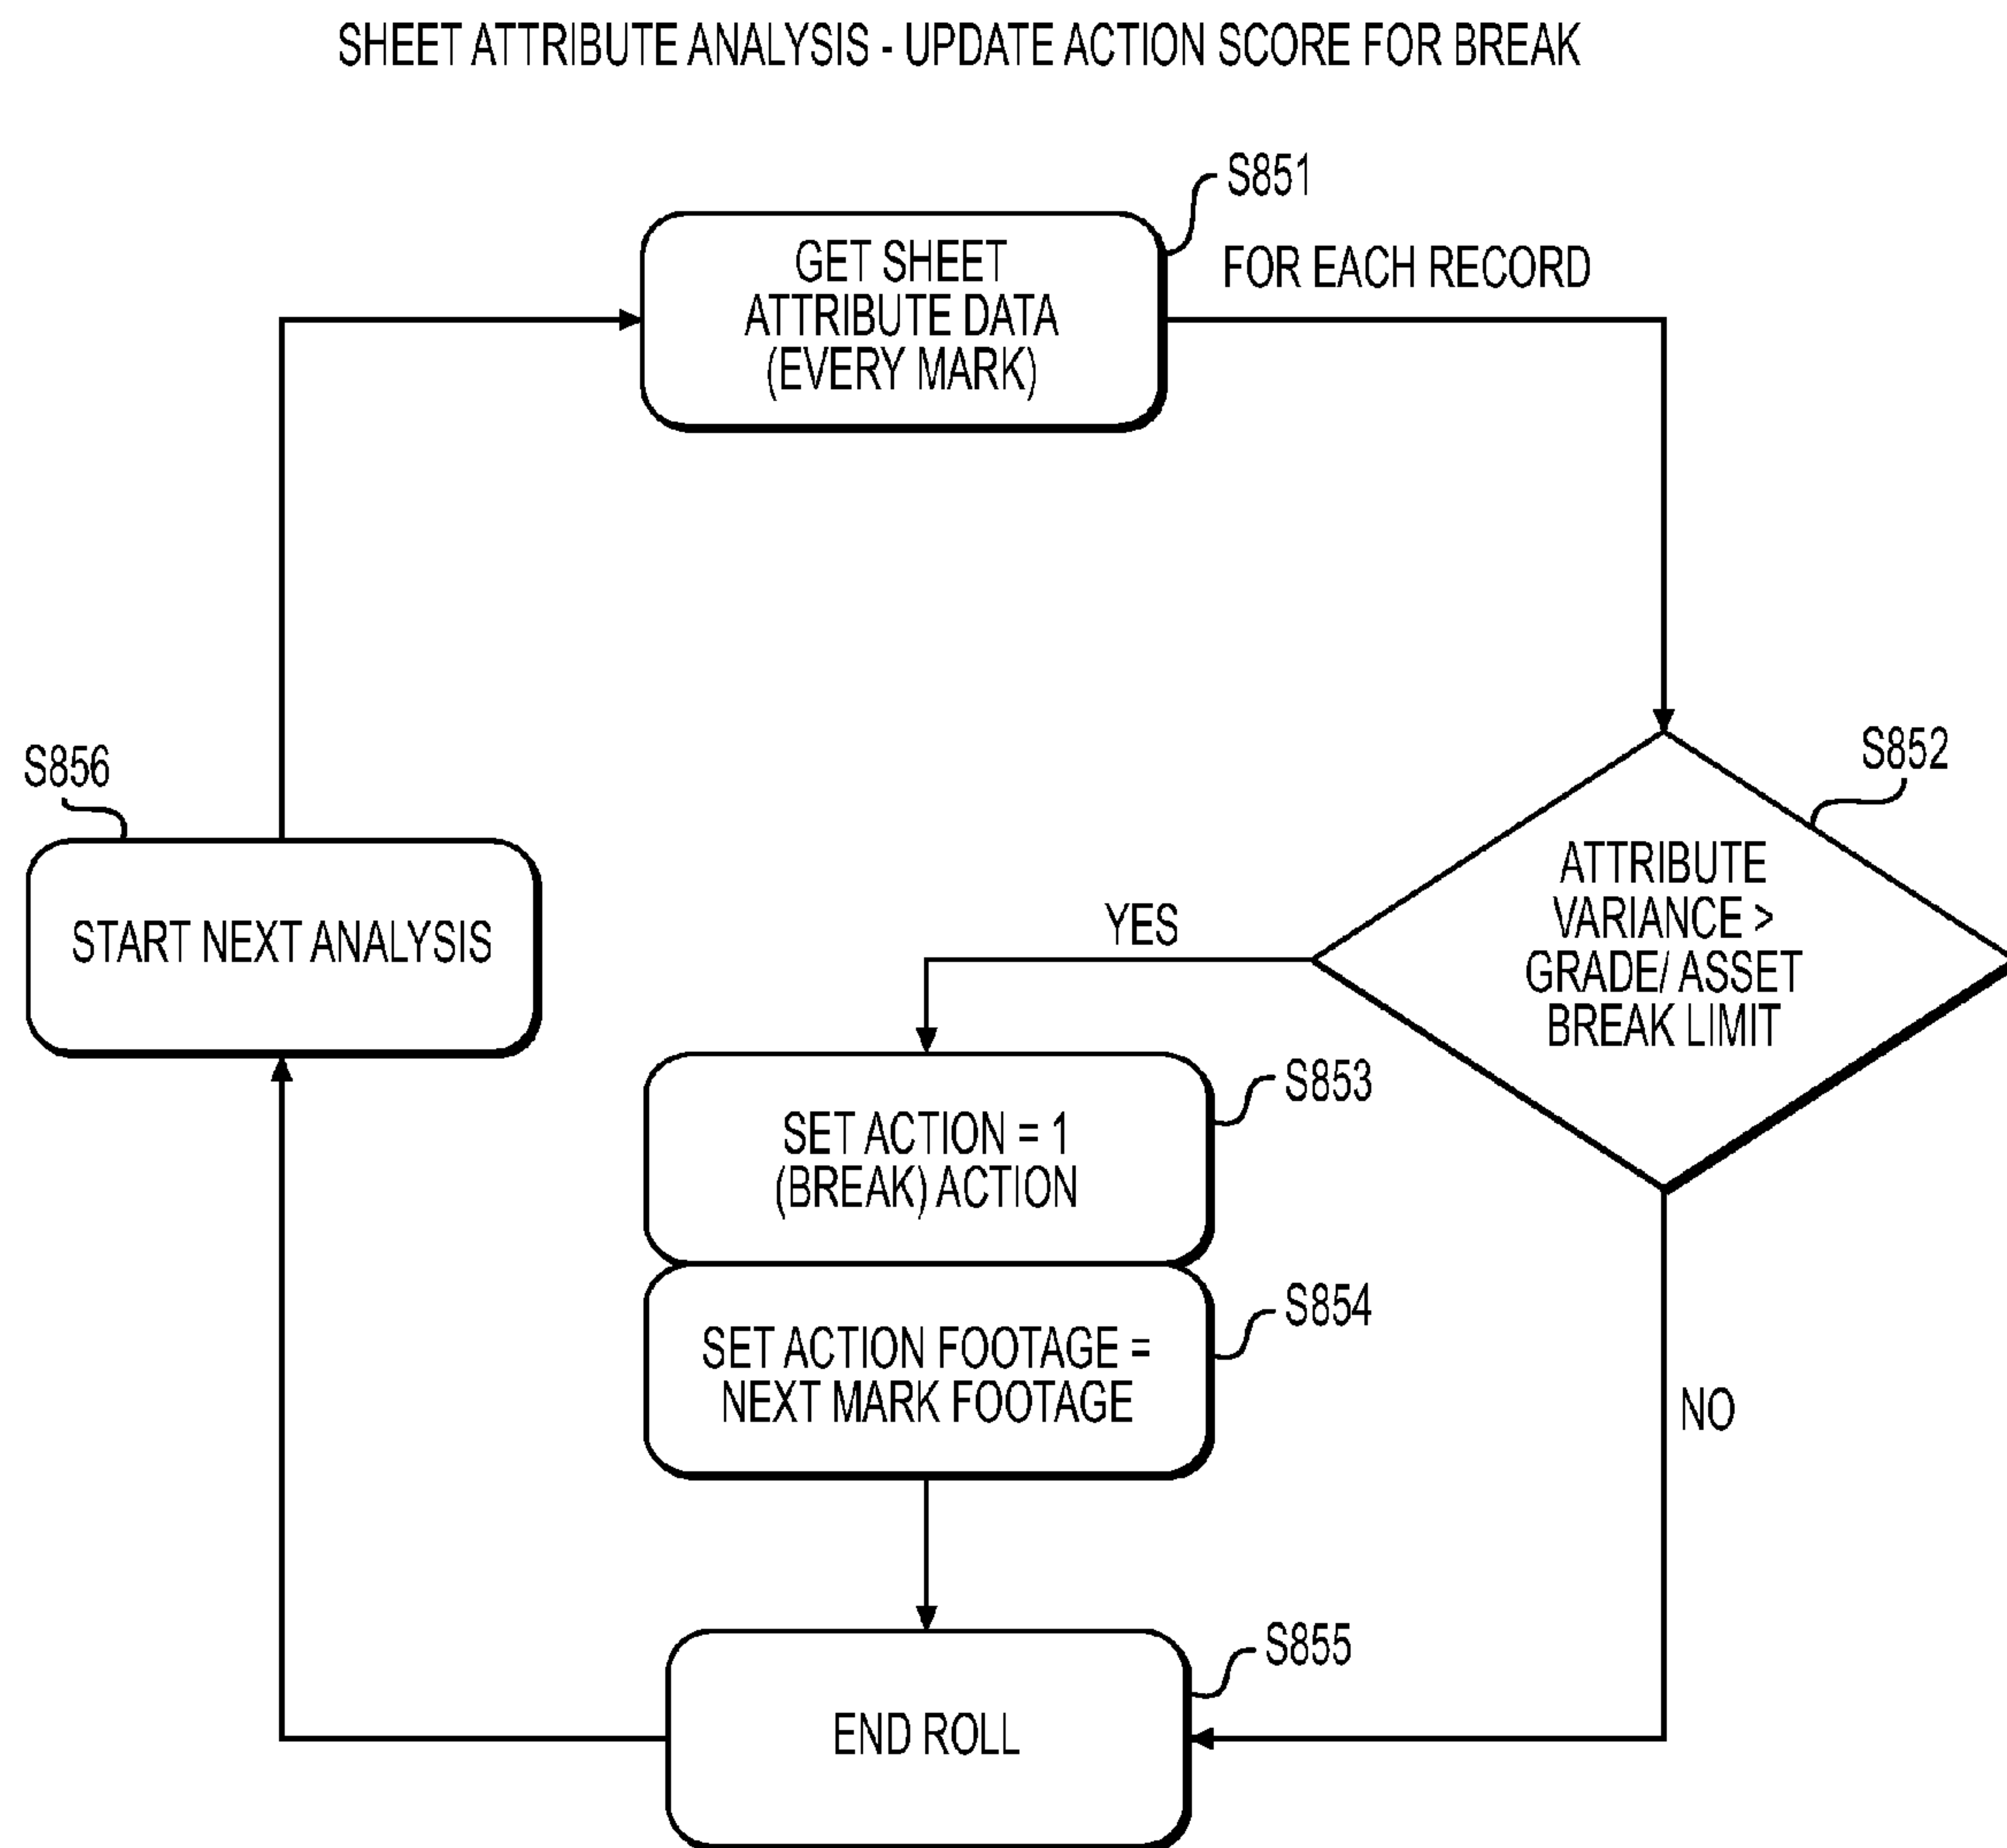 SHEET ATTRIBUTE ANALYSIS - UPDATE ACTION SCORE FOR BREAK
S851
GET SHEET
ATTRIBUTE DATA
(EVERY MARK)
FOR EACH RECORD
S856
START NEXT ANALYSIS
S852
ATTRIBUTE
VARIANCE >
GRADE/ ASSET
BREAK LIMIT
YES
S853
SET ACTION = 1
(BREAK) ACTION
S854
SET ACTION FOOTAGE =
NEXT MARK FOOTAGE
NO
S855
END ROLL